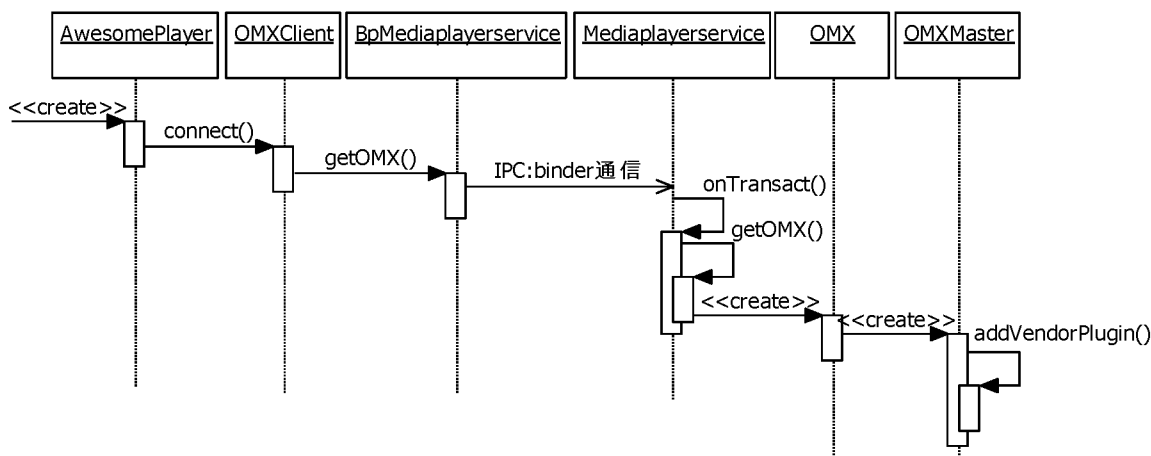 AwesomePlayer
OMXClient
BpMediaplayerservice
Mediaplayerservice
OMX
OMXMaster
<<create>>
connect()
getOMX()
IPC:binder通信
onTransact()
getOMX()
<<create>>
<<create>>
addVendorPlugin()